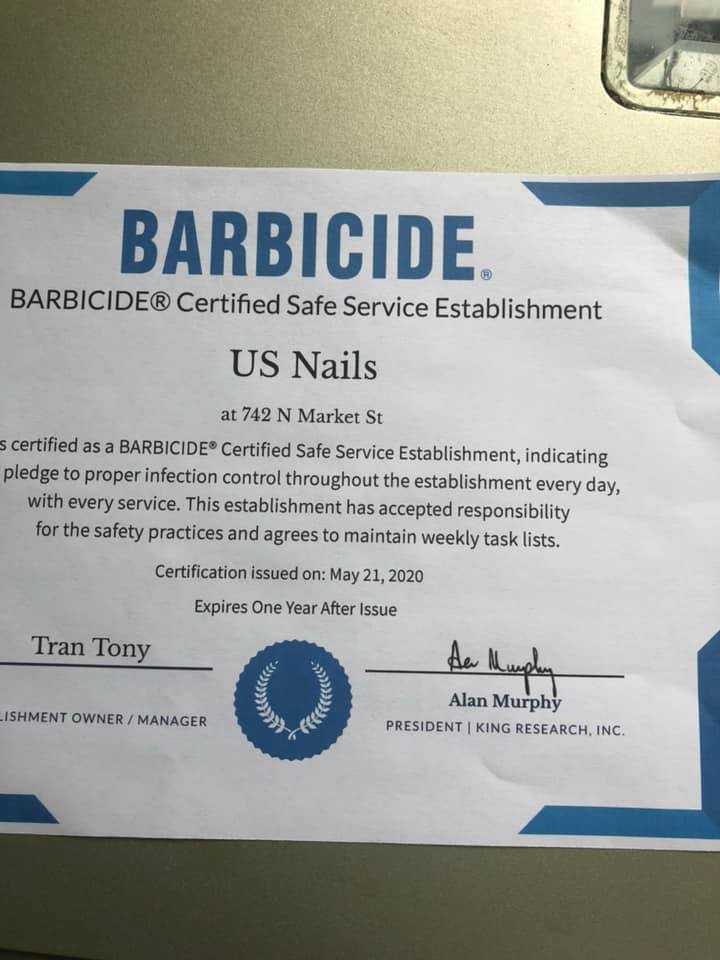 BARBICIDE®
BARBICIDE® Certified Safe Service Establishment
US Nails
at 742 N Market St
s certified as a BARBICIDE® Certified Safe Service Establishment, indicating
pledge to proper infection control throughout the establishment every day,
with every service. This establishment has accepted responsibility
for the safety practices and agrees to maintain weekly task lists.
Certification issued on: May 21, 2020
Expires One Year After Issue
Tran Tony
LISHMENT OWNER / MANAGER
Alan Murphy
PRESIDENT | KING RESEARCH, INC.